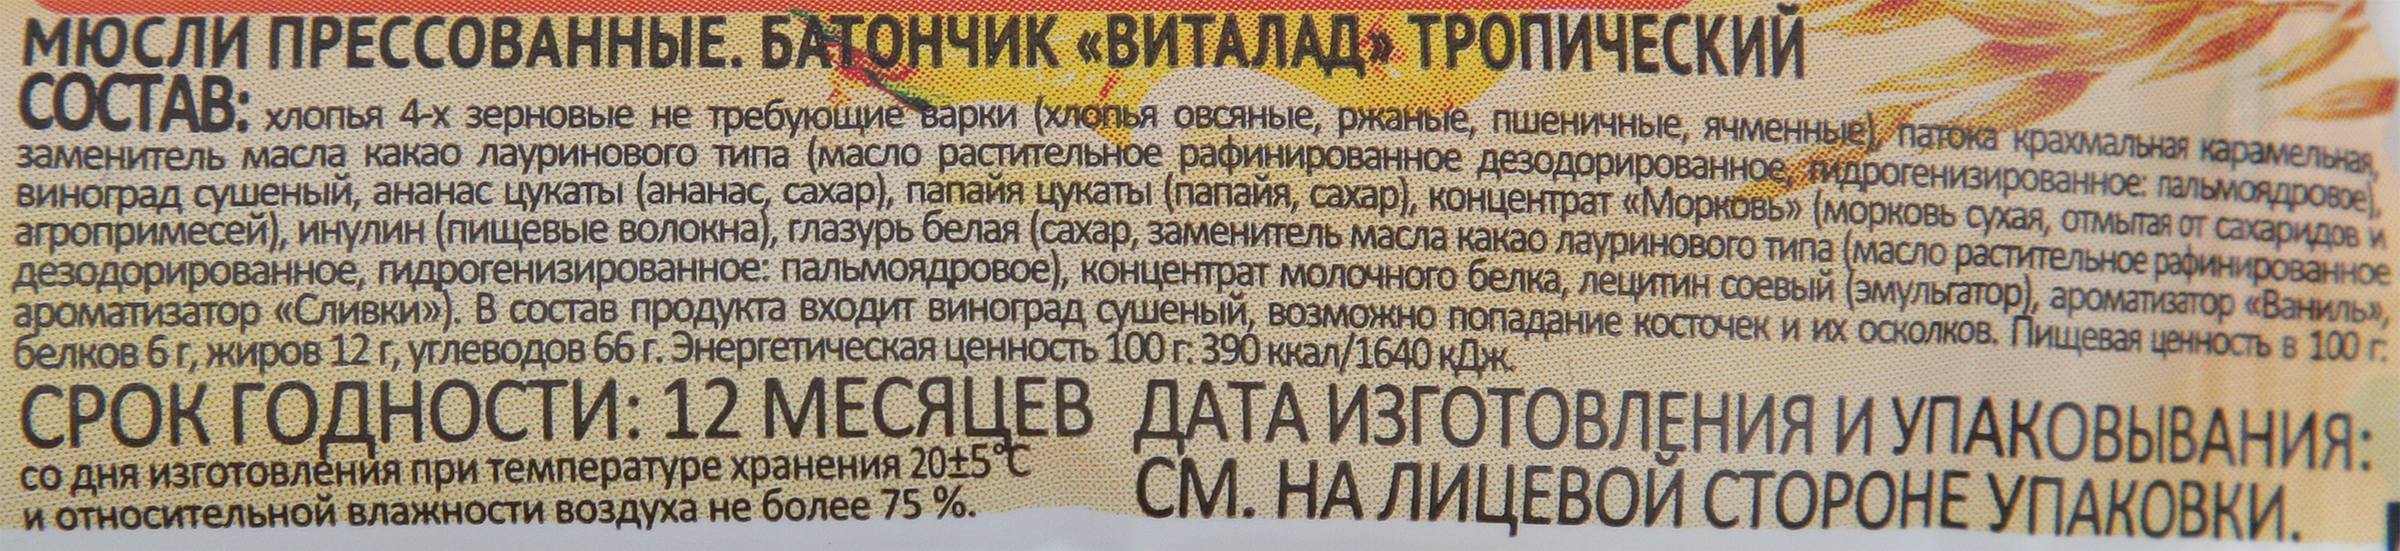 МЮСЛИ ПРЕССОВАННЫЕ. БАТОНЧИК «ВИТАЛАД» ТРОПИЧЕСКИЙ
СОСТАВ: хлопья 4-х зерновые не требующие варки (хлопья овсяные, ржаные, пшеничные, ячменные), патока крахмальная карамельная,
заменитель масла какао лауринового типа (масло растительное рафинированное дезодорированное, гидрогенизированное: пальмоядровое),
виноград сушеный, ананас цукаты (ананас, сахар), папайя цукаты (папайя, сахар), концентрат «Морковь» (морковь сухая, отмытая от сахаридов и
агропримесей), инулин (пищевые волокна), глазурь белая (сахар, заменитель масла какао лауринового типа (масло растительное рафинированное
дезодорированное, гидрогенизированное: пальмоядровое), концентрат молочного белка, лецитин соевый (эмульгатор), ароматизатор «Ваниль»,
ароматизатор «Сливки»). В состав продукта входит виноград сушеный, возможно попадание косточек и их осколков. Пищевая ценность в 100 г:
белков 6 г, жиров 12 г, углеводов 66 г. Энергетическая ценность 100 г: 390 ккал/1640 кДж.
СРОК ГОДНОСТИ: 12 МЕСЯЦЕВ
со дня изготовления при температуре хранения 20±5°С
и относительной влажности воздуха не более 75 %.
ДАТА ИЗГОТОВЛЕНИЯ И УПАКОВЫВАНИЯ:
СМ. НА ЛИЦЕВОЙ СТОРОНЕ УПАКОВКИ.